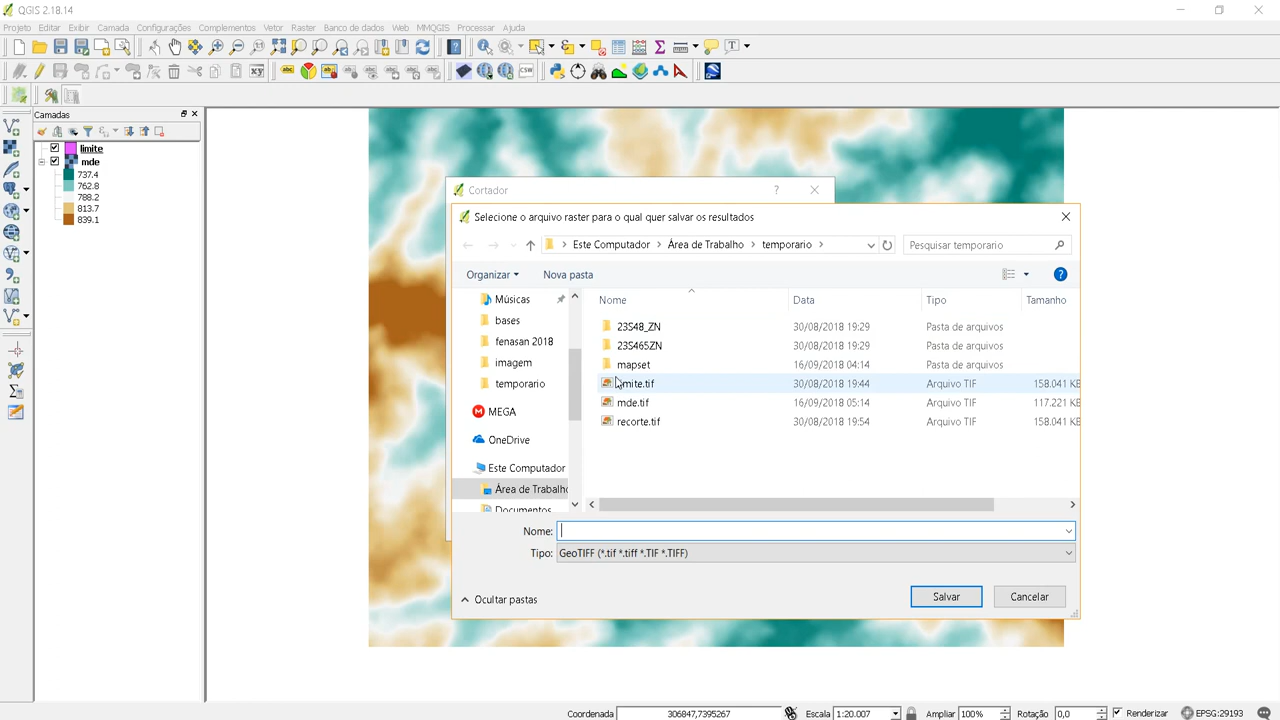 QGIS 2.18.14
Projeto Editar Exibir Camada Configurações Complementos Vetor Raster Banco de dados Web MMQGIS Processar Ajuda
CSW
Camadas
limite
mde
737.4
762.8
788.2
813.7
839.1
Cortador
Selecione o arquivo raster para o qual quer salvar os resultados
Este Computador > Área de Trabalho > temporario >
Pesquisar temporario
Organizar
Nova pasta
Músicas
bases
fenasan 2018
imagem
temporario
MEGA
OneDrive
Este Computador
Área de Trabalho
Documentos
Nome Data Tipo Tamanho
23S48_ZN 30/08/2018 19:29 Pasta de arquivos
23S465ZN 30/08/2018 19:29 Pasta de arquivos
mapset 16/09/2018 04:14 Pasta de arquivos
limite.tif 30/08/2018 19:44 Arquivo TIF 158.041 KB
mde.tif 16/09/2018 05:14 Arquivo TIF 117.221 KB
recorte.tif 30/08/2018 19:54 Arquivo TIF 158.041 KB
Nome:
Tipo: GeoTIFF (*.tif *.tiff *.TIF *.TIFF)
Ocultar pastas
Salvar
Cancelar
Coordenada 306847,7395267 Escala 1:20.007 Ampliar 100% Rotação 0,0 Renderizar EPSG:29193